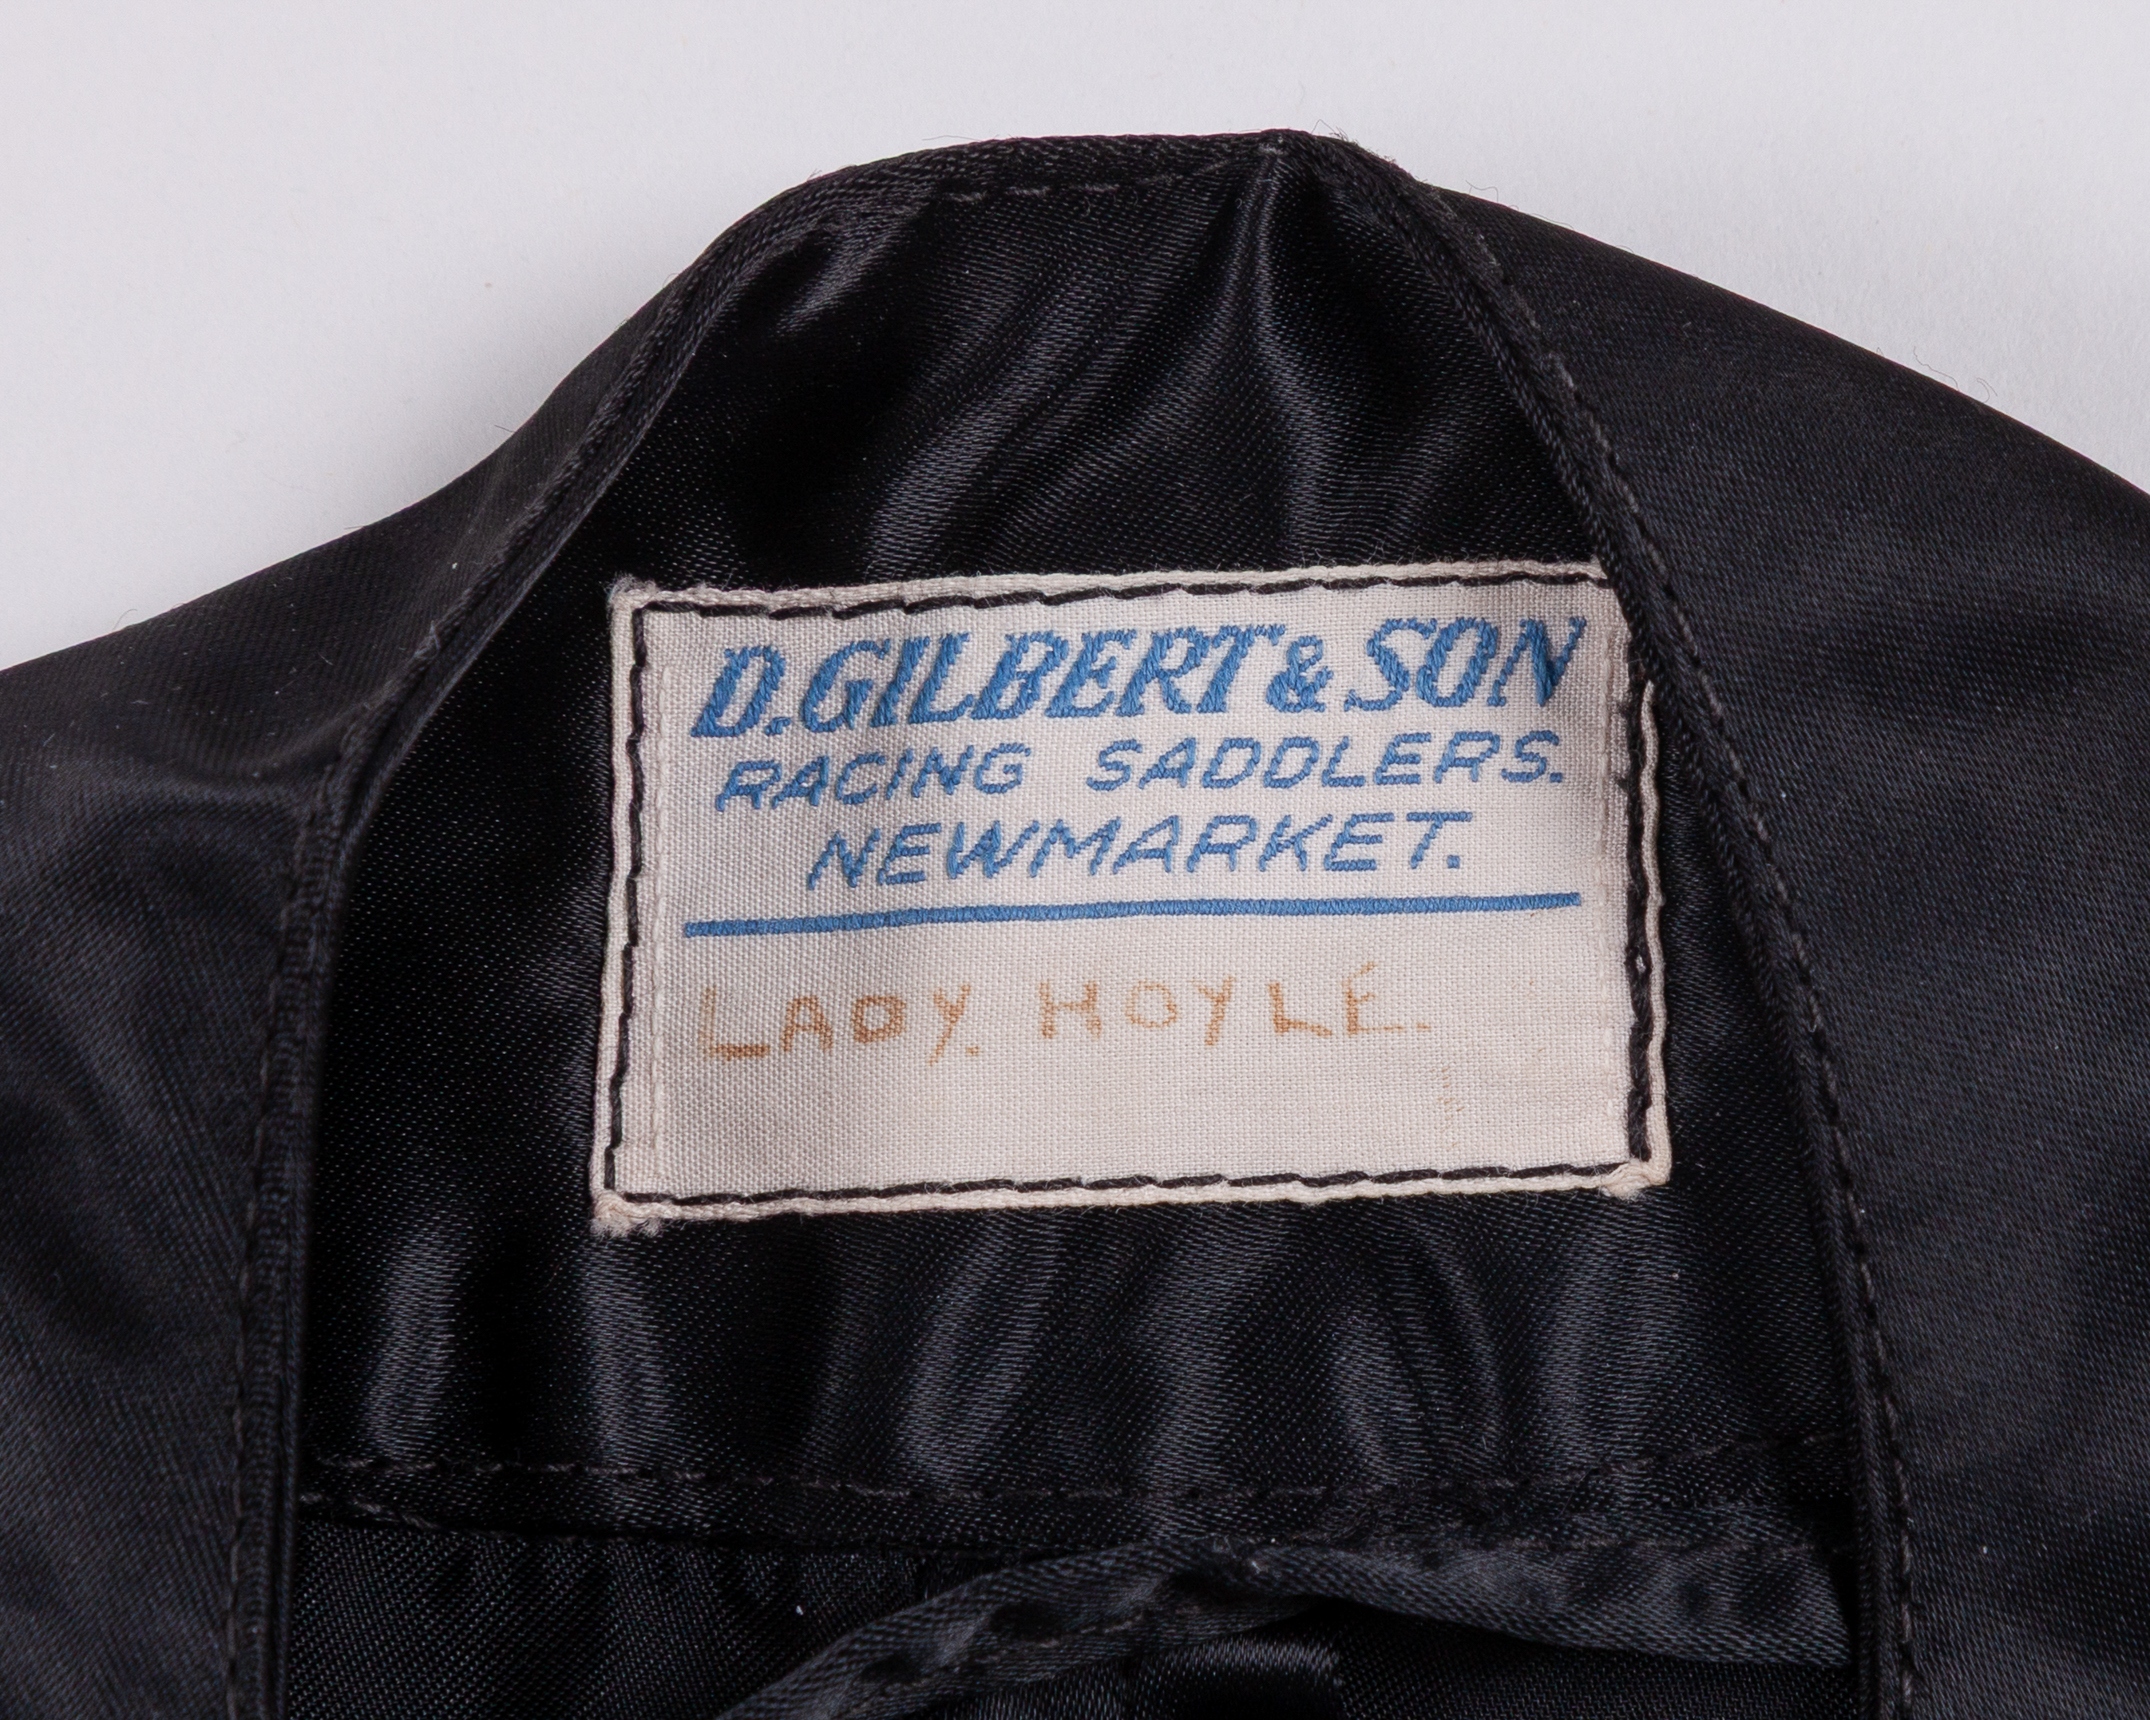 D.GILBERT & SON
RACING SADDLERS.
NEWMARKET.
LADY. HOYLE.